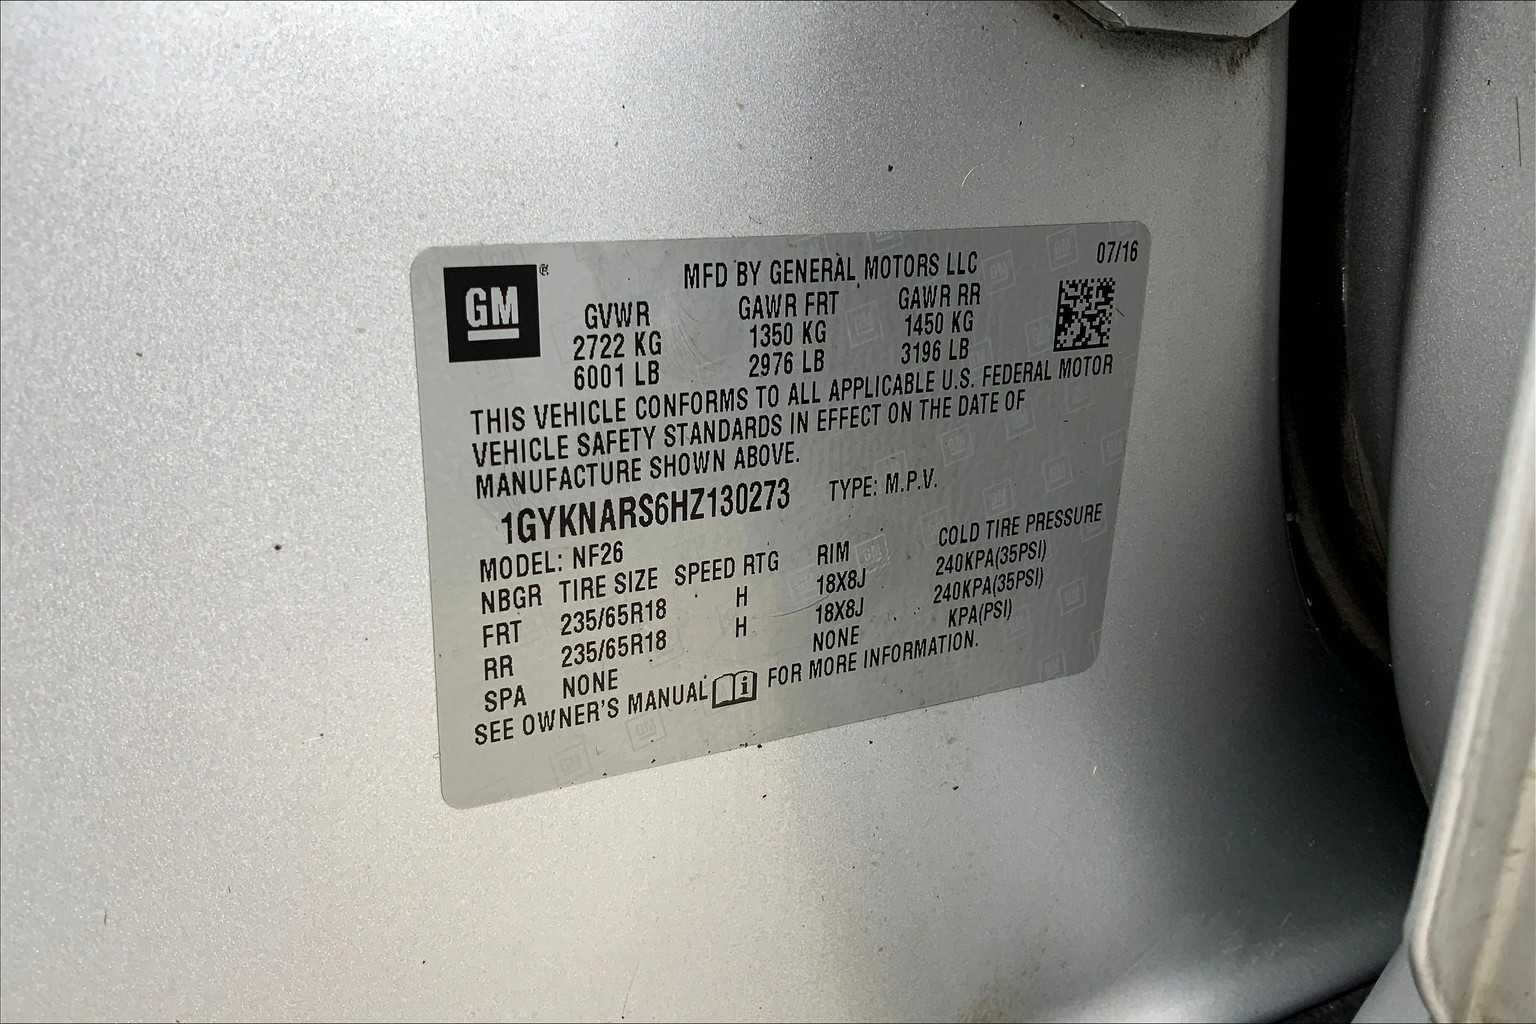 GM®
MFD BY GENERAL MOTORS LLC 07/16
GVWR GAWR FRT GAWR RR
2722 KG 1350 KG 1450 KG
6001 LB 2976 LB 3196 LB
THIS VEHICLE CONFORMS TO ALL APPLICABLE U.S. FEDERAL MOTOR
VEHICLE SAFETY STANDARDS IN EFFECT ON THE DATE OF
MANUFACTURE SHOWN ABOVE.
1GYKNARS6HZ130273 TYPE: M.P.V.
MODEL: NF26
NBGR TIRE SIZE SPEED RTG RIM COLD TIRE PRESSURE
FRT 235/65R18 H 18X8J 240KPA(35PSI)
RR 235/65R18 H 18X8J 240KPA(35PSI)
SPA NONE NONE KPA(PSI)
SEE OWNER'S MANUAL FOR MORE INFORMATION.